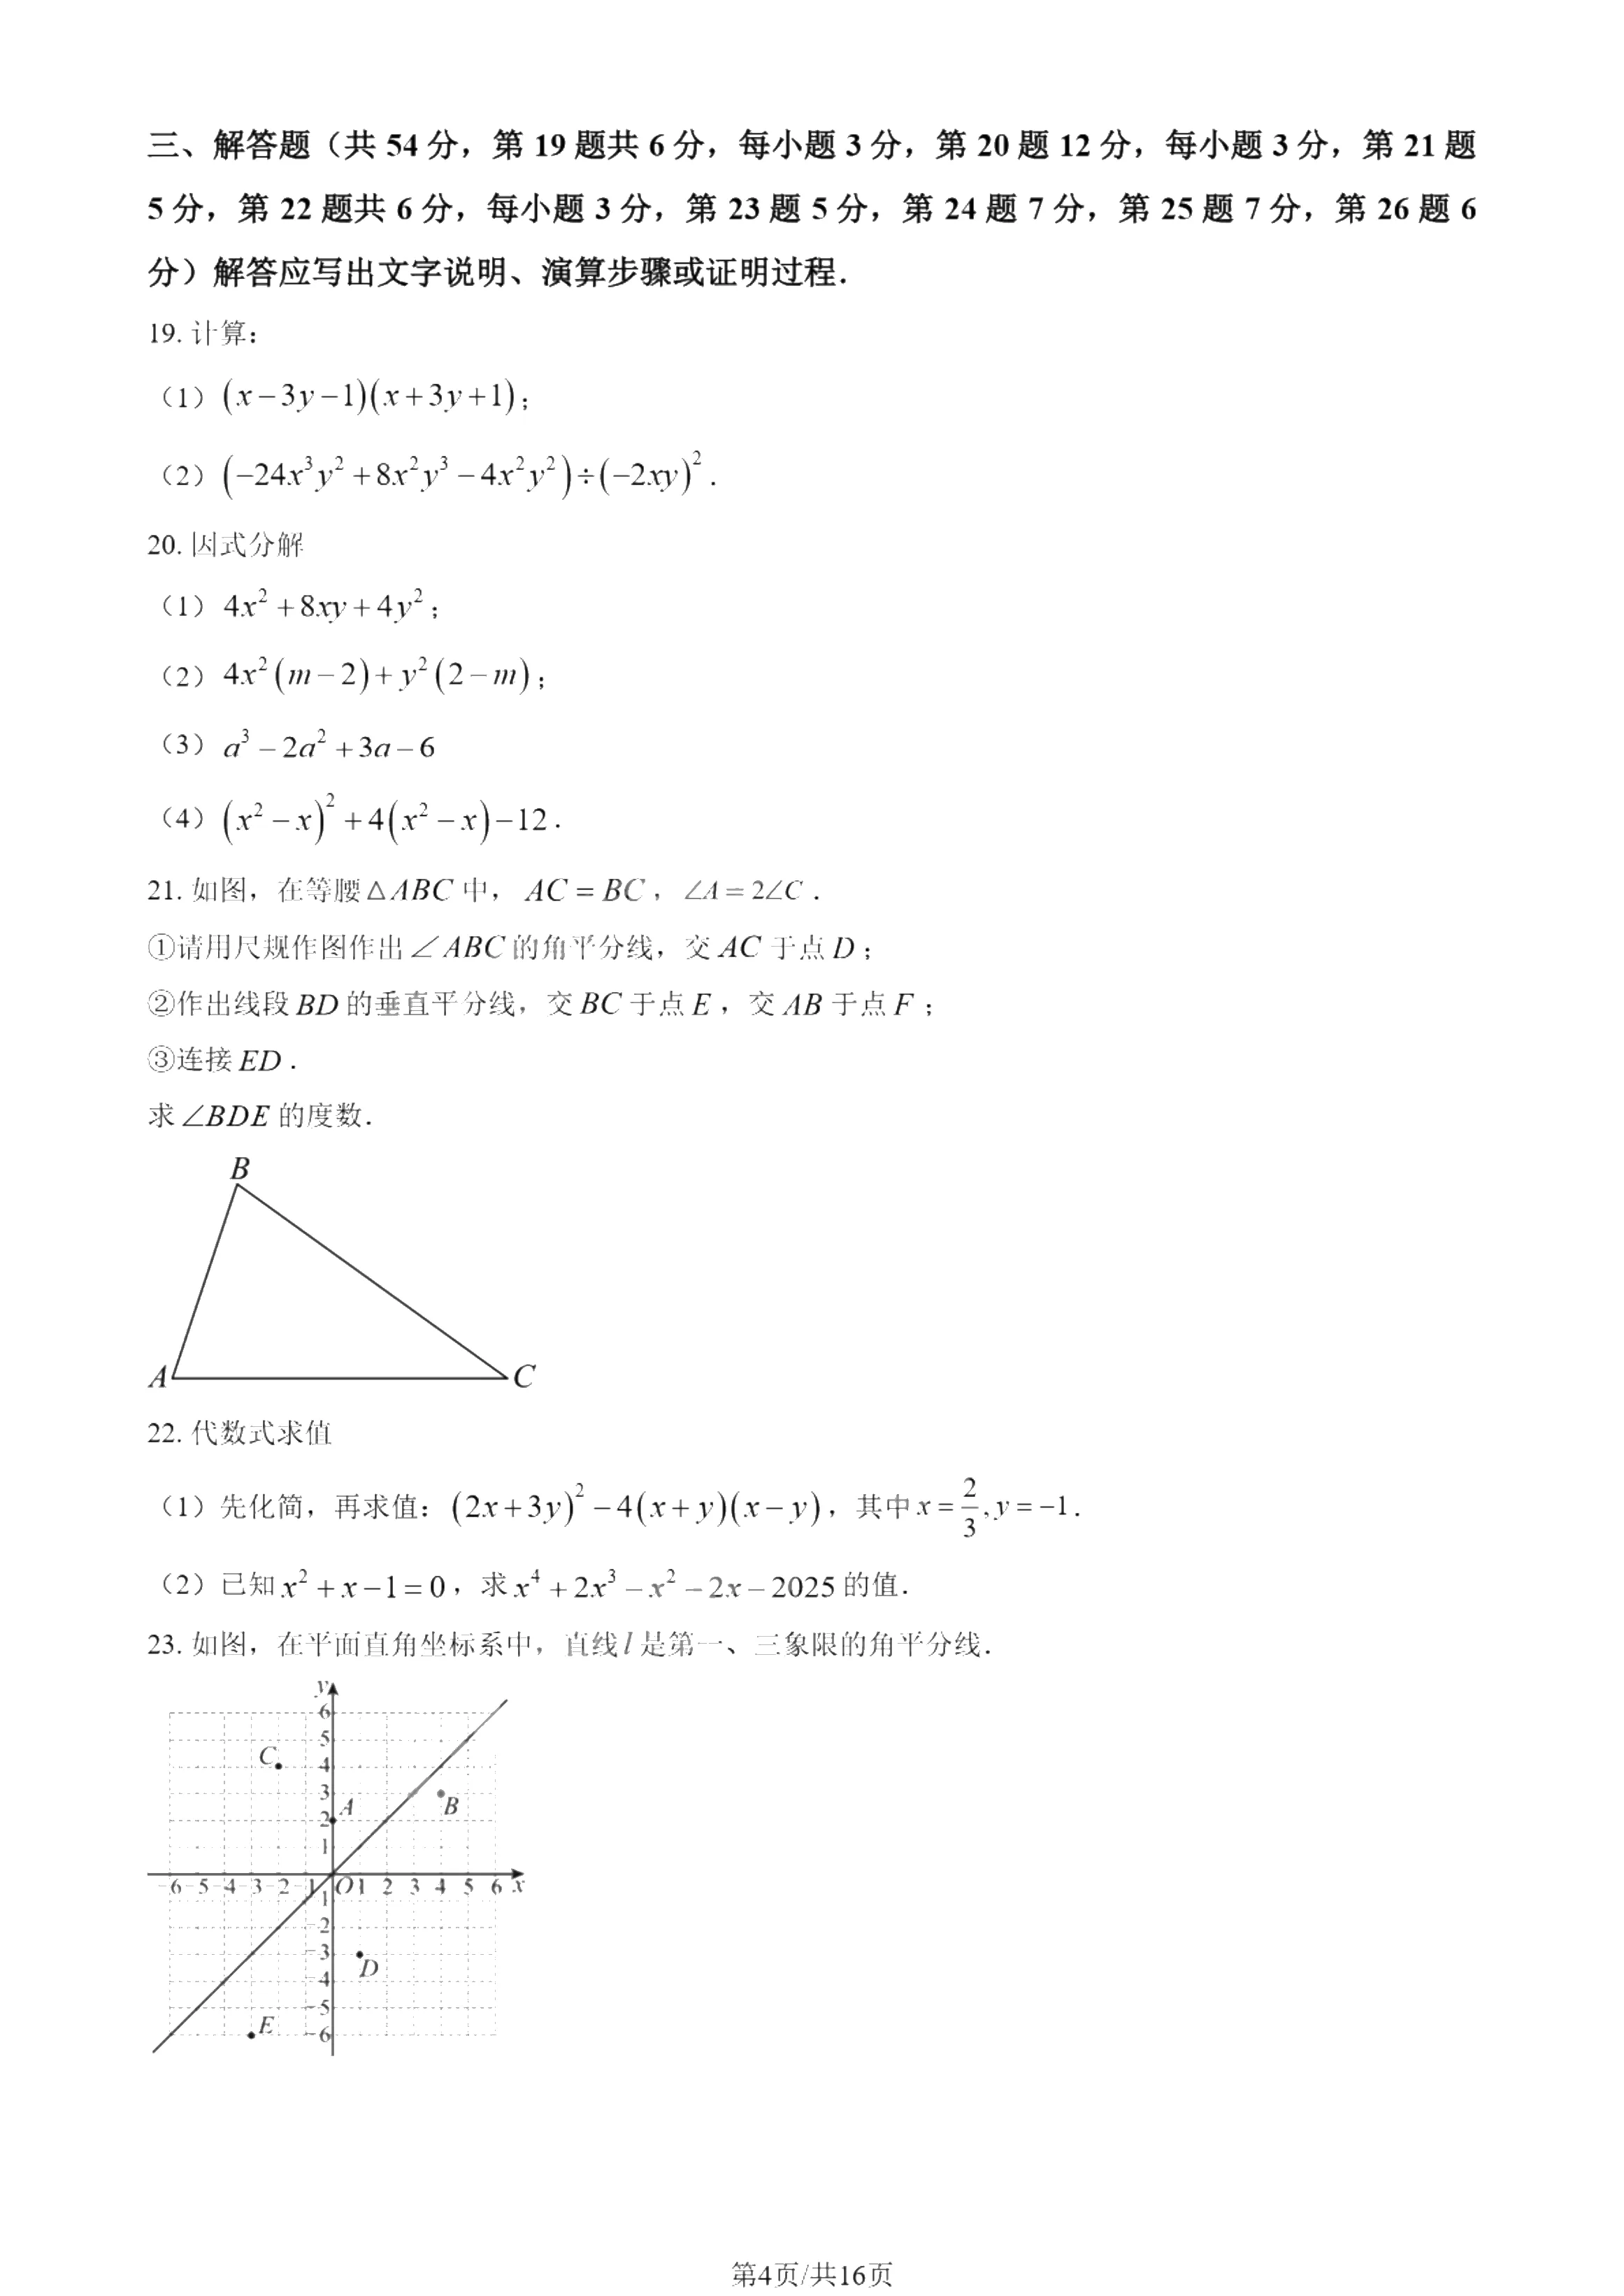 三、解答题（共 54 分，第 19 题共 6 分，每小题 3 分，第 20 题 12 分，每小题 3 分，第 21 题
5 分，第 22 题共 6 分，每小题 3 分，第 23 题 5 分，第 24 题 7 分，第 25 题 7 分，第 26 题 6
分）解答应写出文字说明、演算步骤或证明过程．
19. 计算：
（1）(x−3y−1)(x+3y+1)；
（2）(−24x³y²+8x²y³−4x²y²)÷(−2xy)²．
20. 因式分解
（1）4x²+8xy+4y²；
（2）4x²(m−2)+y²(2−m)；
（3）a³−2a²+3a−6
（4）(x²−x)²+4(x²−x)−12．
21. 如图，在等腰△ABC 中，AC=BC，∠A=2∠C．
①请用尺规作图作出∠ABC 的角平分线，交 AC 于点 D；
②作出线段 BD 的垂直平分线，交 BC 于点 E，交 AB 于点 F；
③连接 ED．
求∠BDE 的度数．
B
A
C
22. 代数式求值
（1）先化简，再求值：(2x+3y)²−4(x+y)(x−y)，其中 x=2/3,y=−1．
（2）已知 x²+x−1=0，求 x⁴+2x³−x²−2x−2025 的值．
23. 如图，在平面直角坐标系中，直线 l 是第一、三象限的角平分线．
y
6
5
C
4
3
A
B
2
1
-6 -5 -4 -3 -2 -1 O 1 2 3 4 5 6 x
-1
-2
-3
D
-4
-5
E
-6
第4页/共16页